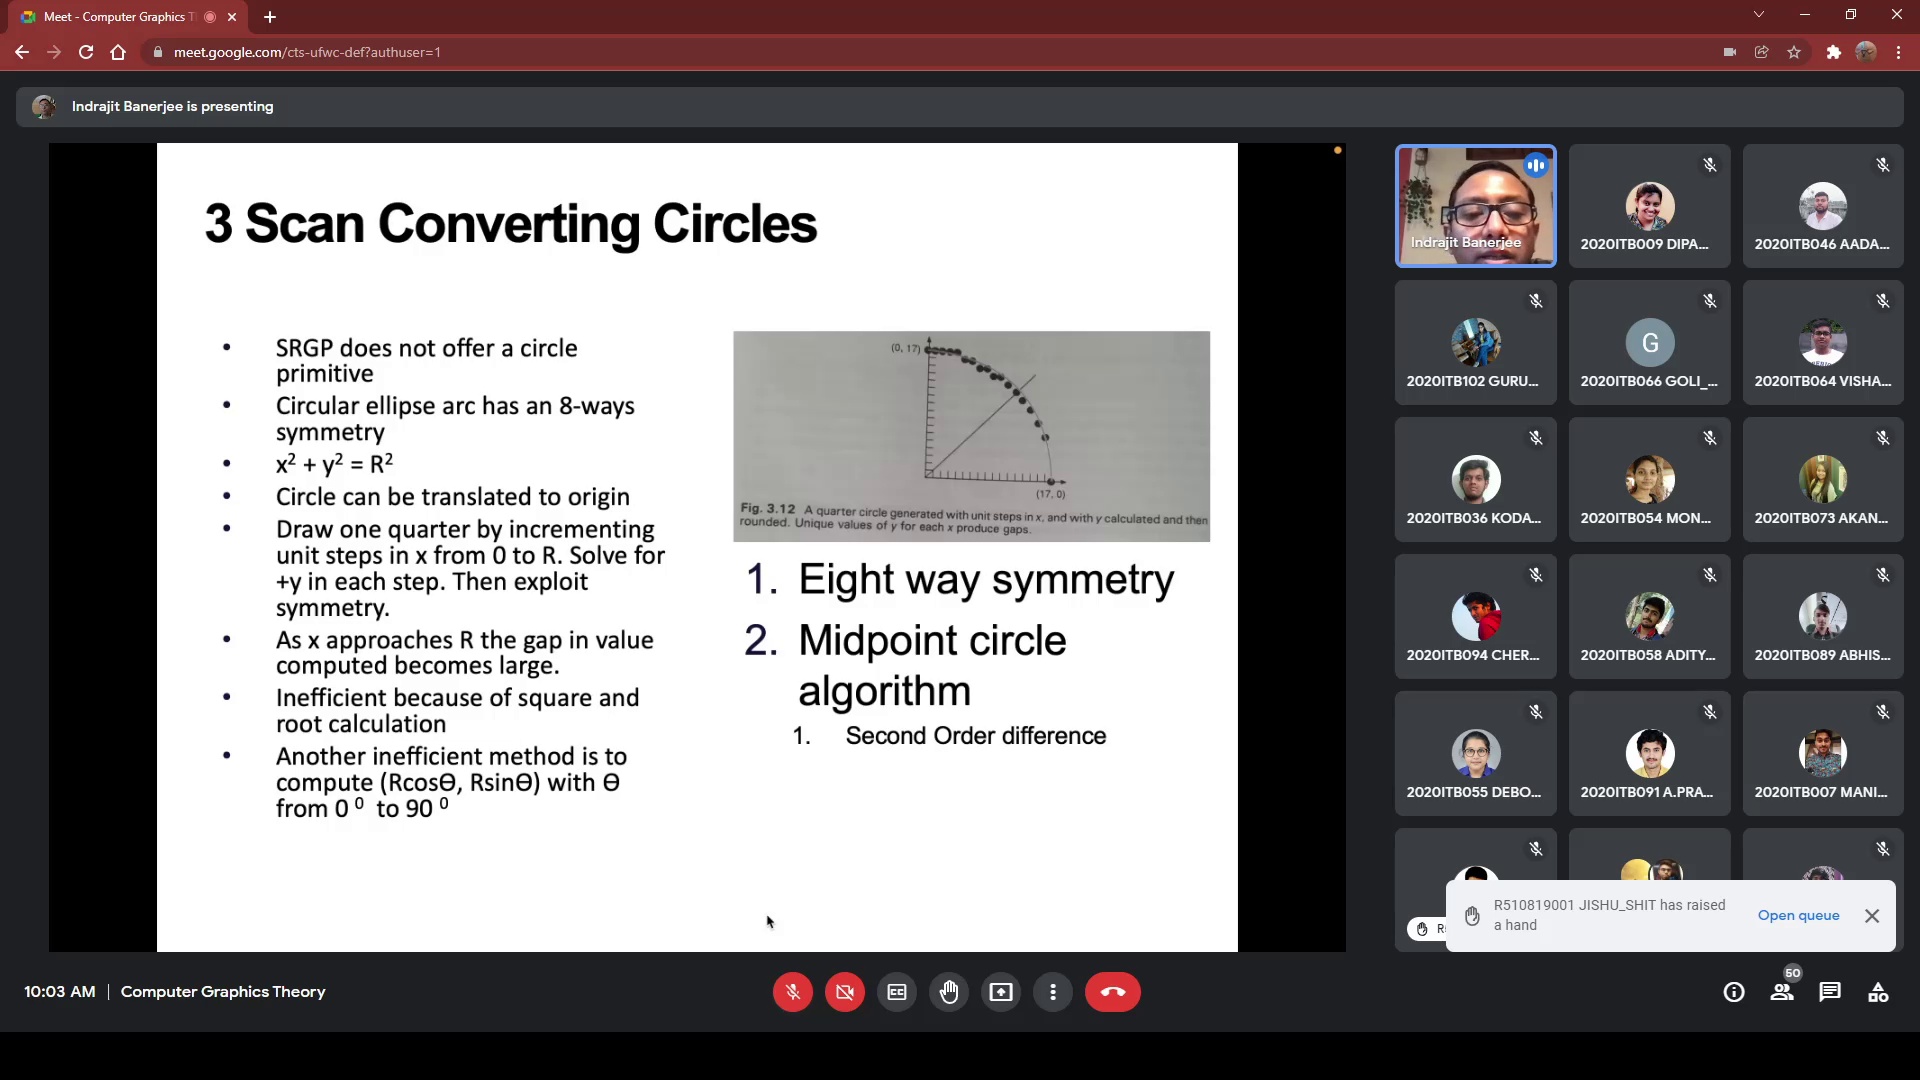 Meet - Computer Graphics T
meet.google.com/cts-ufwc-def?authuser=1
Indrajit Banerjee is presenting
3 Scan Converting Circles
• SRGP does not offer a circle
primitive
• Circular ellipse arc has an 8-ways
symmetry
• x² + y² = R²
• Circle can be translated to origin
• Draw one quarter by incrementing
unit steps in x from 0 to R. Solve for
+y in each step. Then exploit
symmetry.
• As x approaches R the gap in value
computed becomes large.
• Inefficient because of square and
root calculation
• Another inefficient method is to
compute (RcosΘ, RsinΘ) with Θ
from 0 ⁰ to 90 ⁰
(0, 17)
(17, 0)
Fig. 3.12 A quarter circle generated with unit steps in x, and with y calculated and then
rounded. Unique values of y for each x produce gaps.
1. Eight way symmetry
2. Midpoint circle
algorithm
1. Second Order difference
Indrajit Banerjee
2020ITB009 DIPA...
2020ITB046 AADA...
2020ITB102 GURU...
G
2020ITB066 GOLI_...
2020ITB064 VISHA...
2020ITB036 KODA...
2020ITB054 MON...
2020ITB073 AKAN...
2020ITB094 CHER...
2020ITB058 ADITY...
2020ITB089 ABHIS...
2020ITB055 DEBO...
2020ITB091 A.PRA...
2020ITB007 MANI...
R510819001 JISHU_SHIT has raised
a hand
Open queue
10:03 AM | Computer Graphics Theory
50